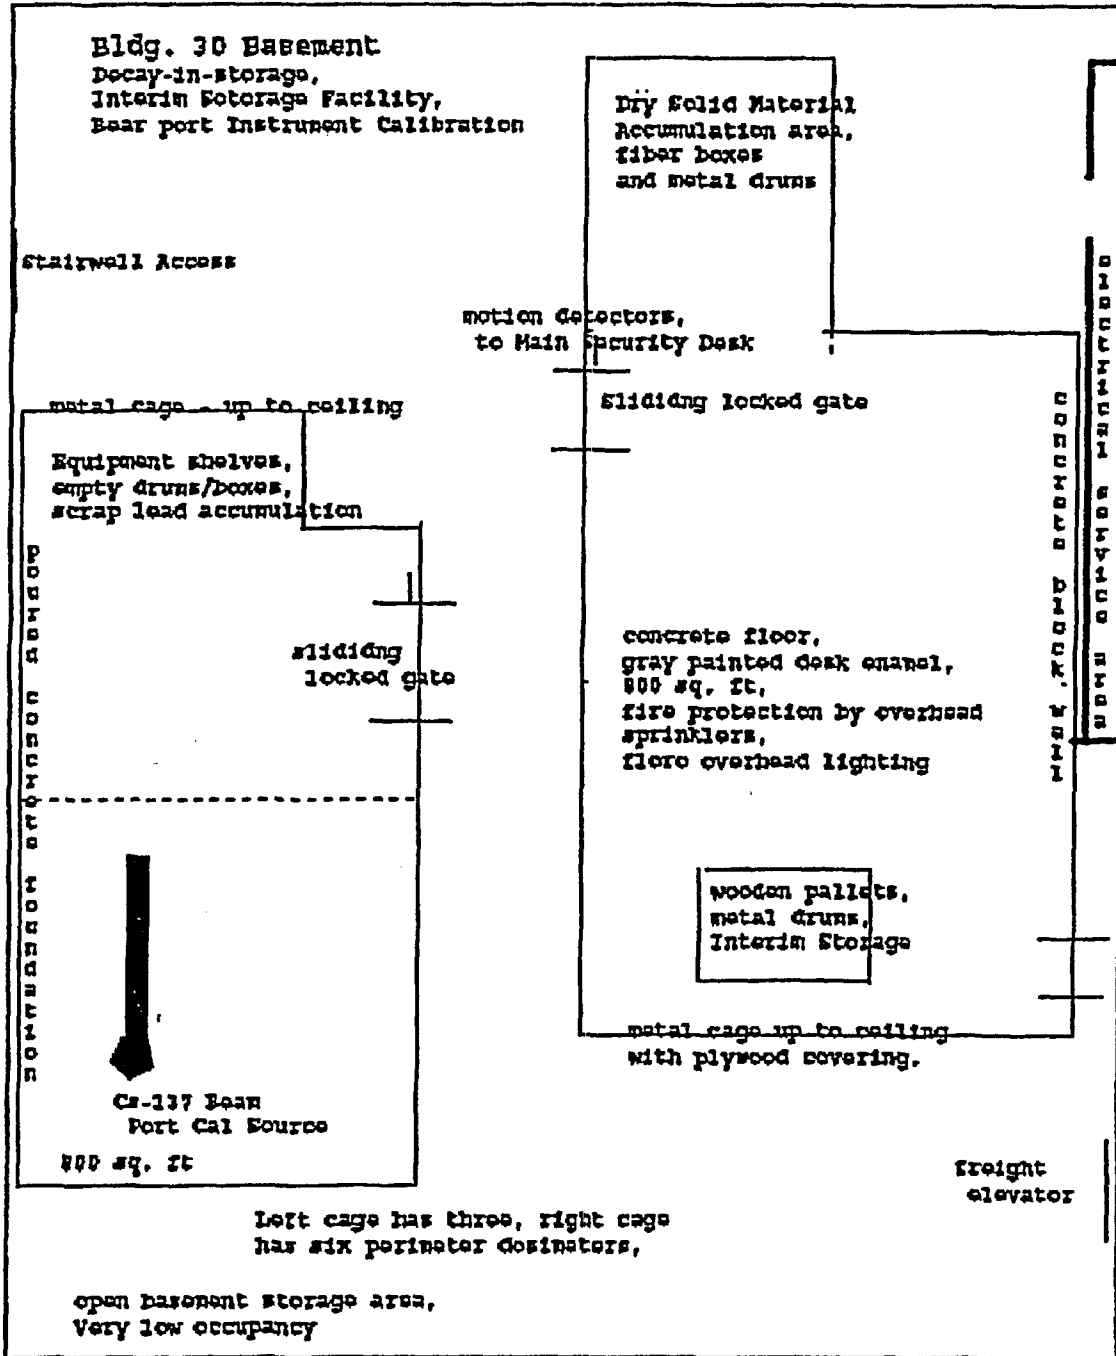 Bldg. 30 Basement
Decay-in-storage,
Interim Sotorage Facility,
Bear port Instrument Calibration
Dry Solid Material
Accumulation area,
fiber boxes
and metal drums
Stairwell Access
electrical service area
motion detectors,
to Main Security Desk
slididng locked gate
concrete block, wall
metal cage - up to ceiling
Equipment shelves,
empty drums/boxes,
scrap lead accumulation
poured concrete foundation
slididng
locked gate
concrete floor,
gray painted desk enamel,
800 sq. ft,
fire protection by overhead
sprinklers,
floro overhead lighting
wooden pallets,
metal drums,
Interim Storage
metal cage up to ceiling
with plywood covering.
Cs-137 Beam
Port Cal Source
800 sq. ft
freight
elevator
Left cage has three, right cage
has six perimeter dosimeters,
open basement storage area,
Very low occupancy